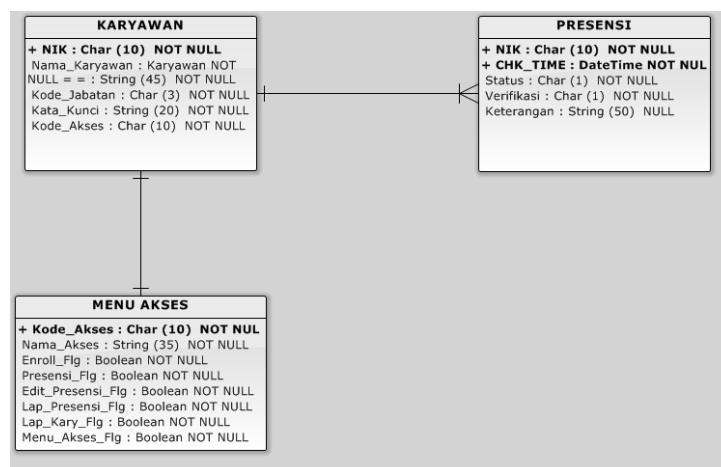 KARYAWAN
+ NIK : Char (10) NOT NULL
Nama_Karyawan : Karyawan NOT
NULL = = : String (45) NOT NULL
Kode_Jabatan : Char (3) NOT NULL
Kata_Kunci : String (20) NOT NULL
Kode_Akses : Char (10) NOT NULL
PRESENSI
+ NIK : Char (10) NOT NULL
+ CHK_TIME : DateTime NOT NUL
Status : Char (1) NOT NULL
Verifikasi : Char (1) NOT NULL
Keterangan : String (50) NULL
MENU AKSES
+ Kode_Akses : Char (10) NOT NUL
Nama_Akses : String (35) NOT NULL
Enroll_Flg : Boolean NOT NULL
Presensi_Flg : Boolean NOT NULL
Edit_Presensi_Flg : Boolean NOT NULL
Lap_Presensi_Flg : Boolean NOT NULL
Lap_Kary_Flg : Boolean NOT NULL
Menu_Akses_Flg : Boolean NOT NULL